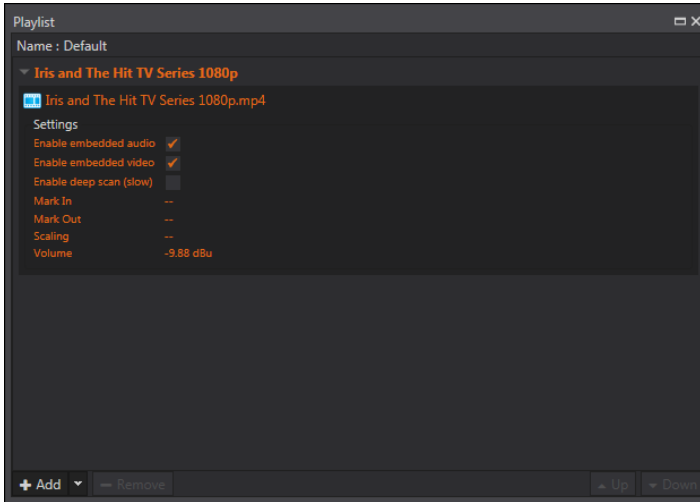 Playlist
Name : Default
Iris and The Hit TV Series 1080p
Iris and The Hit TV Series 1080p.mp4
Settings
Enable embedded audio
Enable embedded video
Enable deep scan (slow)
Mark In --
Mark Out --
Scaling --
Volume -9.88 dBu
Add Remove Up Down